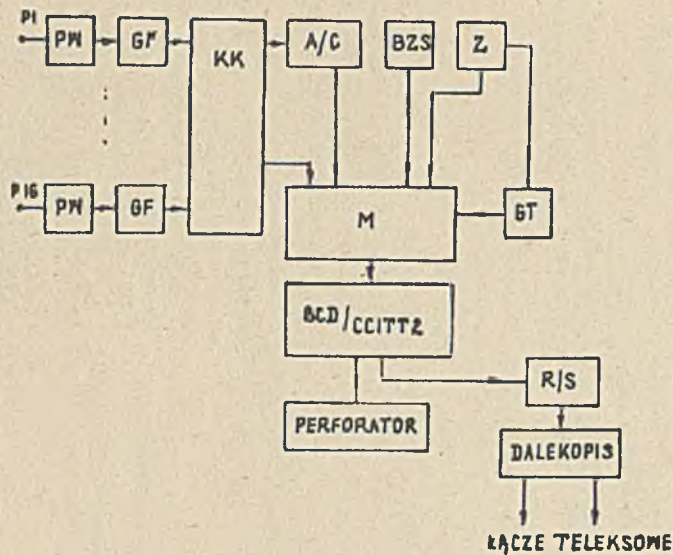 P1
PW
GF
KK
A/C
BZS
Z
P16
PW
GF
M
GT
BCD/CCITT2
R/S
PERFORATOR
DALEKOPIS
ŁĄCZE TELEKSOWE